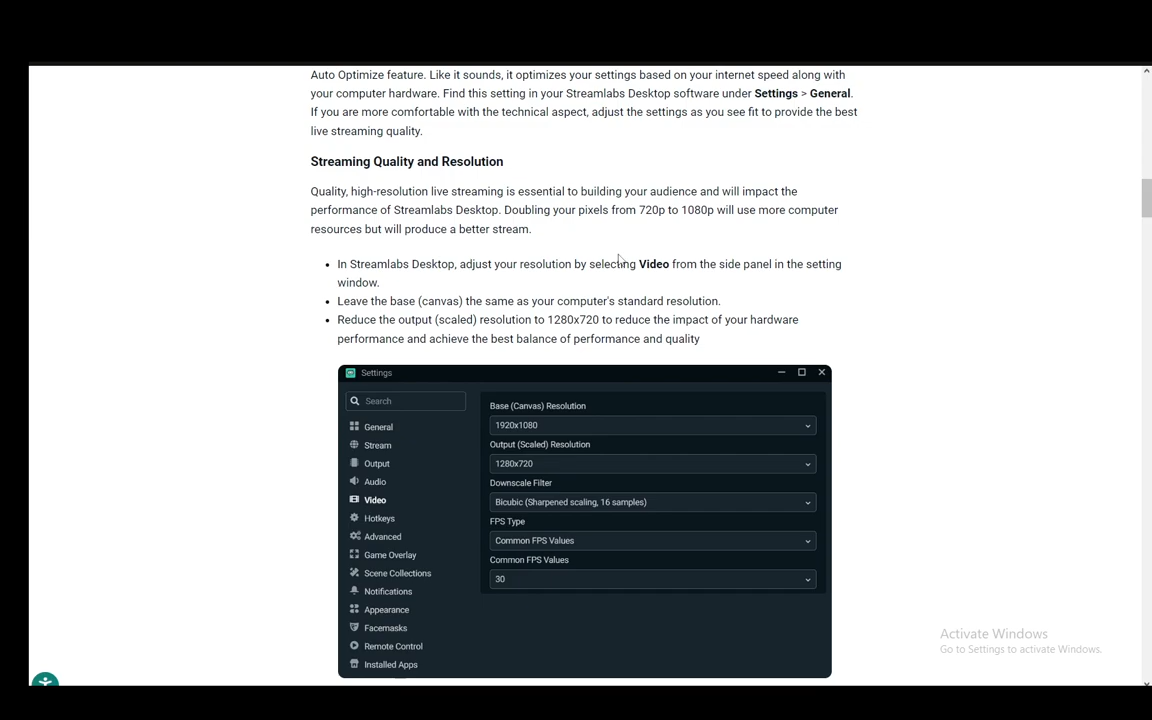 Auto Optimize feature. Like it sounds, it optimizes your settings based on your internet speed along with
your computer hardware. Find this setting in your Streamlabs Desktop software under Settings > General.
If you are more comfortable with the technical aspect, adjust the settings as you see fit to provide the best
live streaming quality.
Streaming Quality and Resolution
Quality, high-resolution live streaming is essential to building your audience and will impact the
performance of Streamlabs Desktop. Doubling your pixels from 720p to 1080p will use more computer
resources but will produce a better stream.
• In Streamlabs Desktop, adjust your resolution by selecting Video from the side panel in the setting
window.
• Leave the base (canvas) the same as your computer's standard resolution.
• Reduce the output (scaled) resolution to 1280x720 to reduce the impact of your hardware
performance and achieve the best balance of performance and quality
Settings
Search
General
Stream
Output
Audio
Video
Hotkeys
Advanced
Game Overlay
Scene Collections
Notifications
Appearance
Facemasks
Remote Control
Installed Apps
Base (Canvas) Resolution
1920x1080
Output (Scaled) Resolution
1280x720
Downscale Filter
Bicubic (Sharpened scaling, 16 samples)
FPS Type
Common FPS Values
Common FPS Values
30
Activate Windows
Go to Settings to activate Windows.